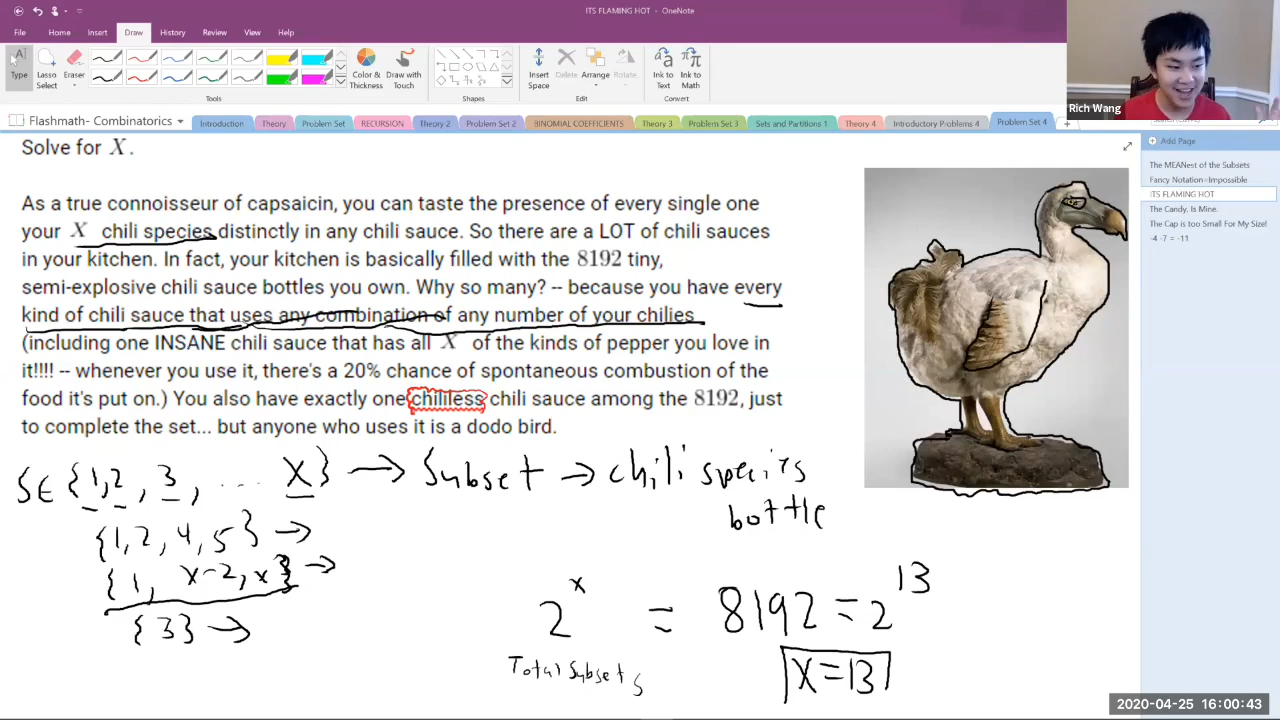 ITS FLAMING HOT - OneNote
File Home Insert Draw History Review View Help
Type
Lasso Select
Eraser
Color & Thickness
Draw with Touch
Insert Space
Delete
Arrange
Rotate
Ink to Text
Ink to Math
Tools
Shapes
Edit
Convert
Rich Wang
Flashmath- Combinatorics
Introduction Theory Problem Set RECURSION Theory 2 Problem Set 2 BINOMIAL COEFFICIENTS Theory 3 Problem Set 3 Sets and Partitions 1 Theory 4 Introductory Problems 4 Problem Set 4
Add Page
The MEANest of the Subsets
Fancy Notation=Impossible
ITS FLAMING HOT
The Candy. Is Mine.
The Cap is too Small For My Size!
-4 -7 = -11
Solve for X.
As a true connoisseur of capsaicin, you can taste the presence of every single one
your X chili species distinctly in any chili sauce. So there are a LOT of chili sauces
in your kitchen. In fact, your kitchen is basically filled with the 8192 tiny,
semi-explosive chili sauce bottles you own. Why so many? -- because you have every
kind of chili sauce that uses any combination of any number of your chilies
(including one INSANE chili sauce that has all X of the kinds of pepper you love in
it!!!! -- whenever you use it, there's a 20% chance of spontaneous combustion of the
food it's put on.) You also have exactly one chililess chili sauce among the 8192, just
to complete the set... but anyone who uses it is a dodo bird.
S∈{1,2,3,... X} → Subset → chili species
bottle
{1,2,4,5} →
{1, x-2, x} →
{3} →
2^x = 8192 = 2^13
Total Subsets
X=13
2020-04-25 16:00:43